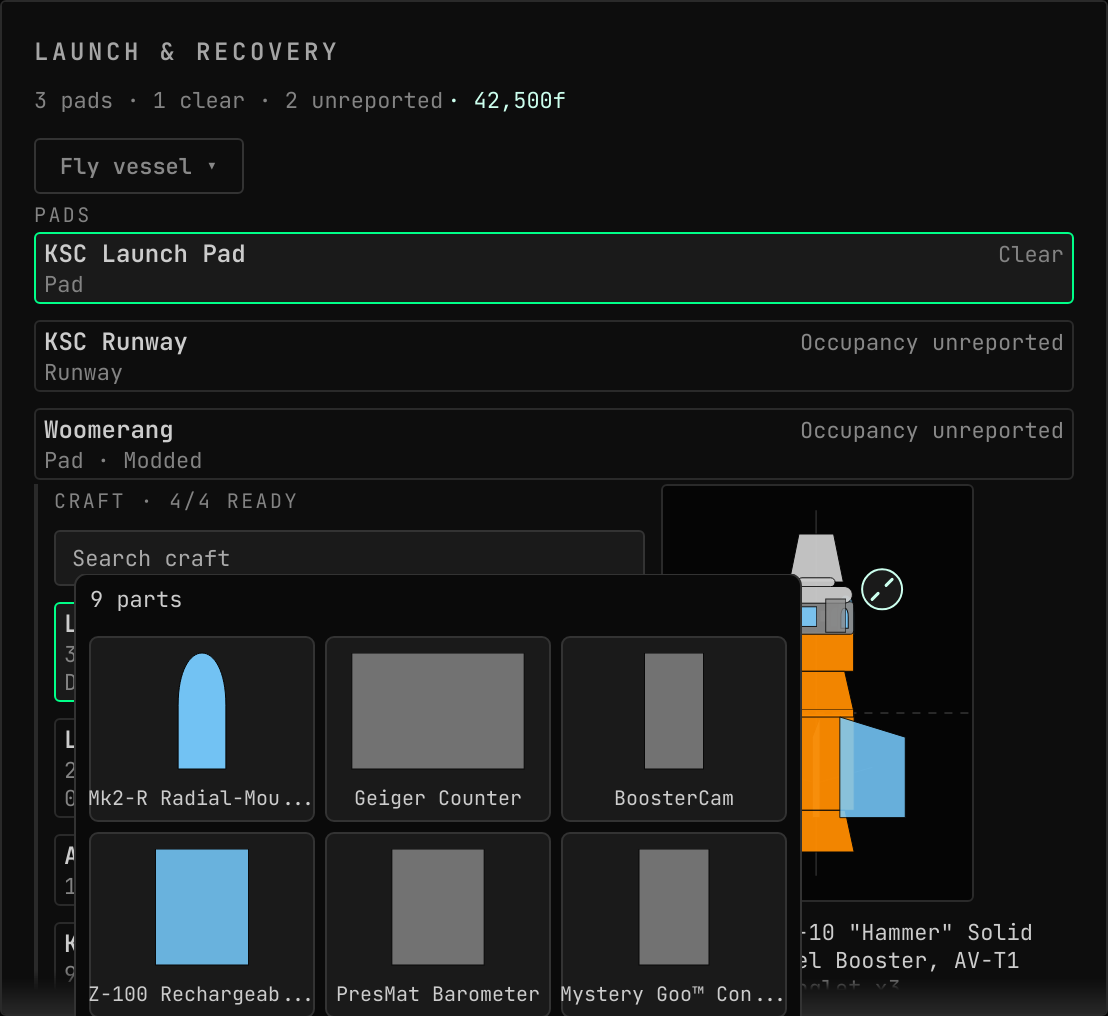 LAUNCH & RECOVERY
3 pads · 1 clear · 2 unreported · 42,500f
Fly vessel ▾
PADS
KSC Launch Pad
Clear
Pad
KSC Runway
Occupancy unreported
Runway
Woomerang
Occupancy unreported
Pad · Modded
CRAFT · 4/4 READY
Search craft
9 parts
Mk2-R Radial-Mou...
Geiger Counter
BoosterCam
Z-100 Rechargeab...
PresMat Barometer
Mystery Goo™ Con...
-10 "Hammer" Solid
el Booster, AV-T1